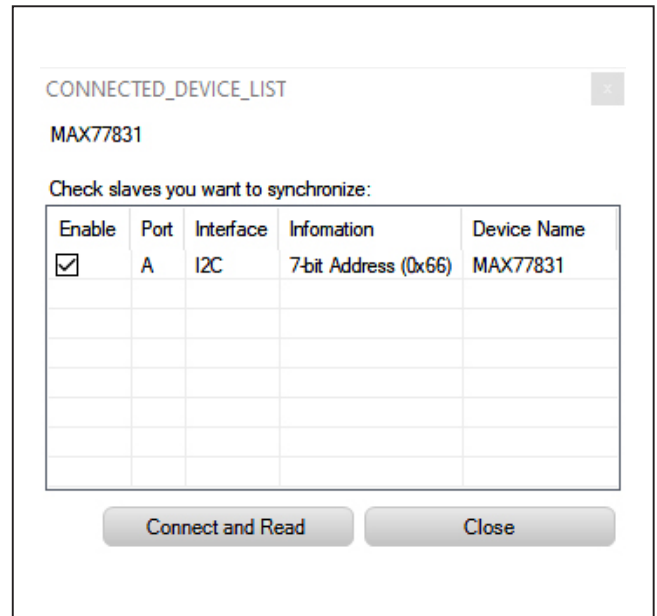 CONNECTED_DEVICE_LIST
x
MAX77831
Check slaves you want to synchronize:
Enable Port Interface Infomation Device Name
A I2C 7-bit Address (0x66) MAX77831
Connect and Read Close